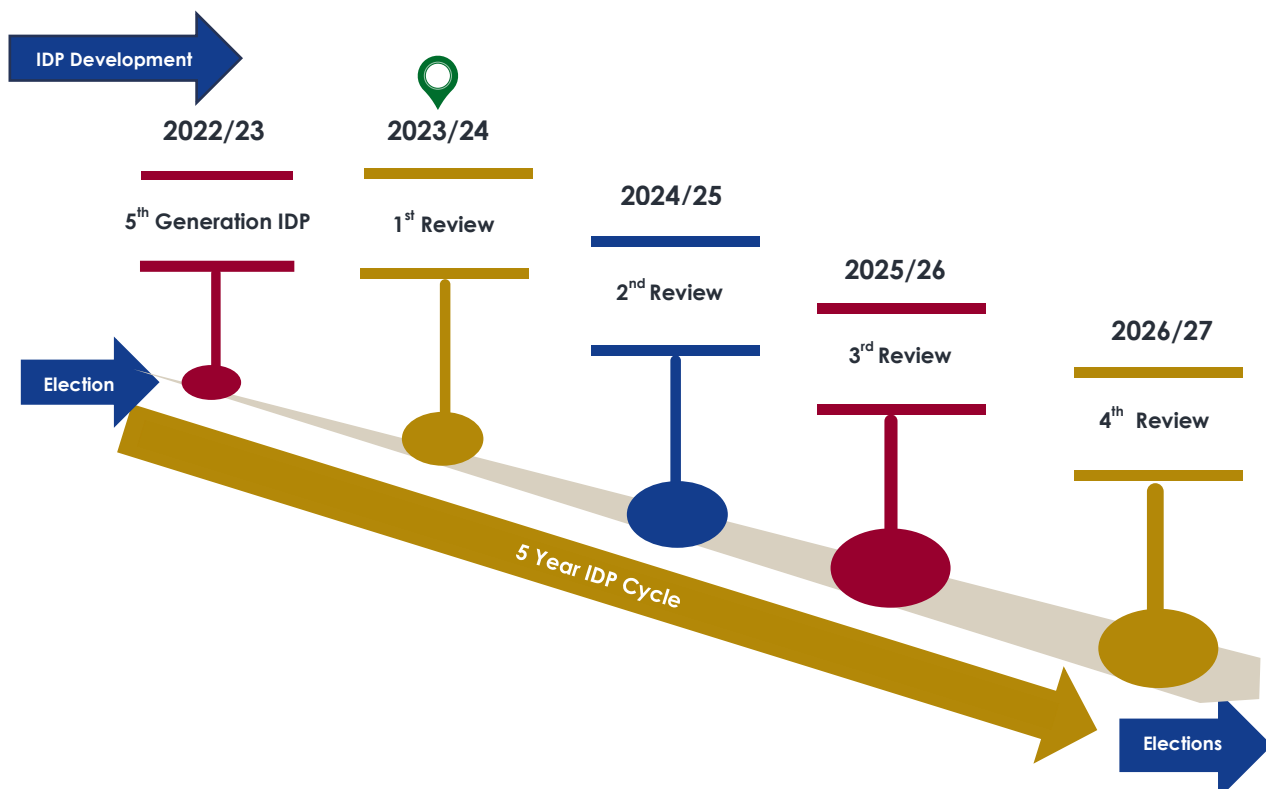 IDP Development
2022/23
5th Generation IDP
2023/24
1st Review
2024/25
2nd Review
2025/26
3rd Review
2026/27
4th Review
Election
5 Year IDP Cycle
Elections